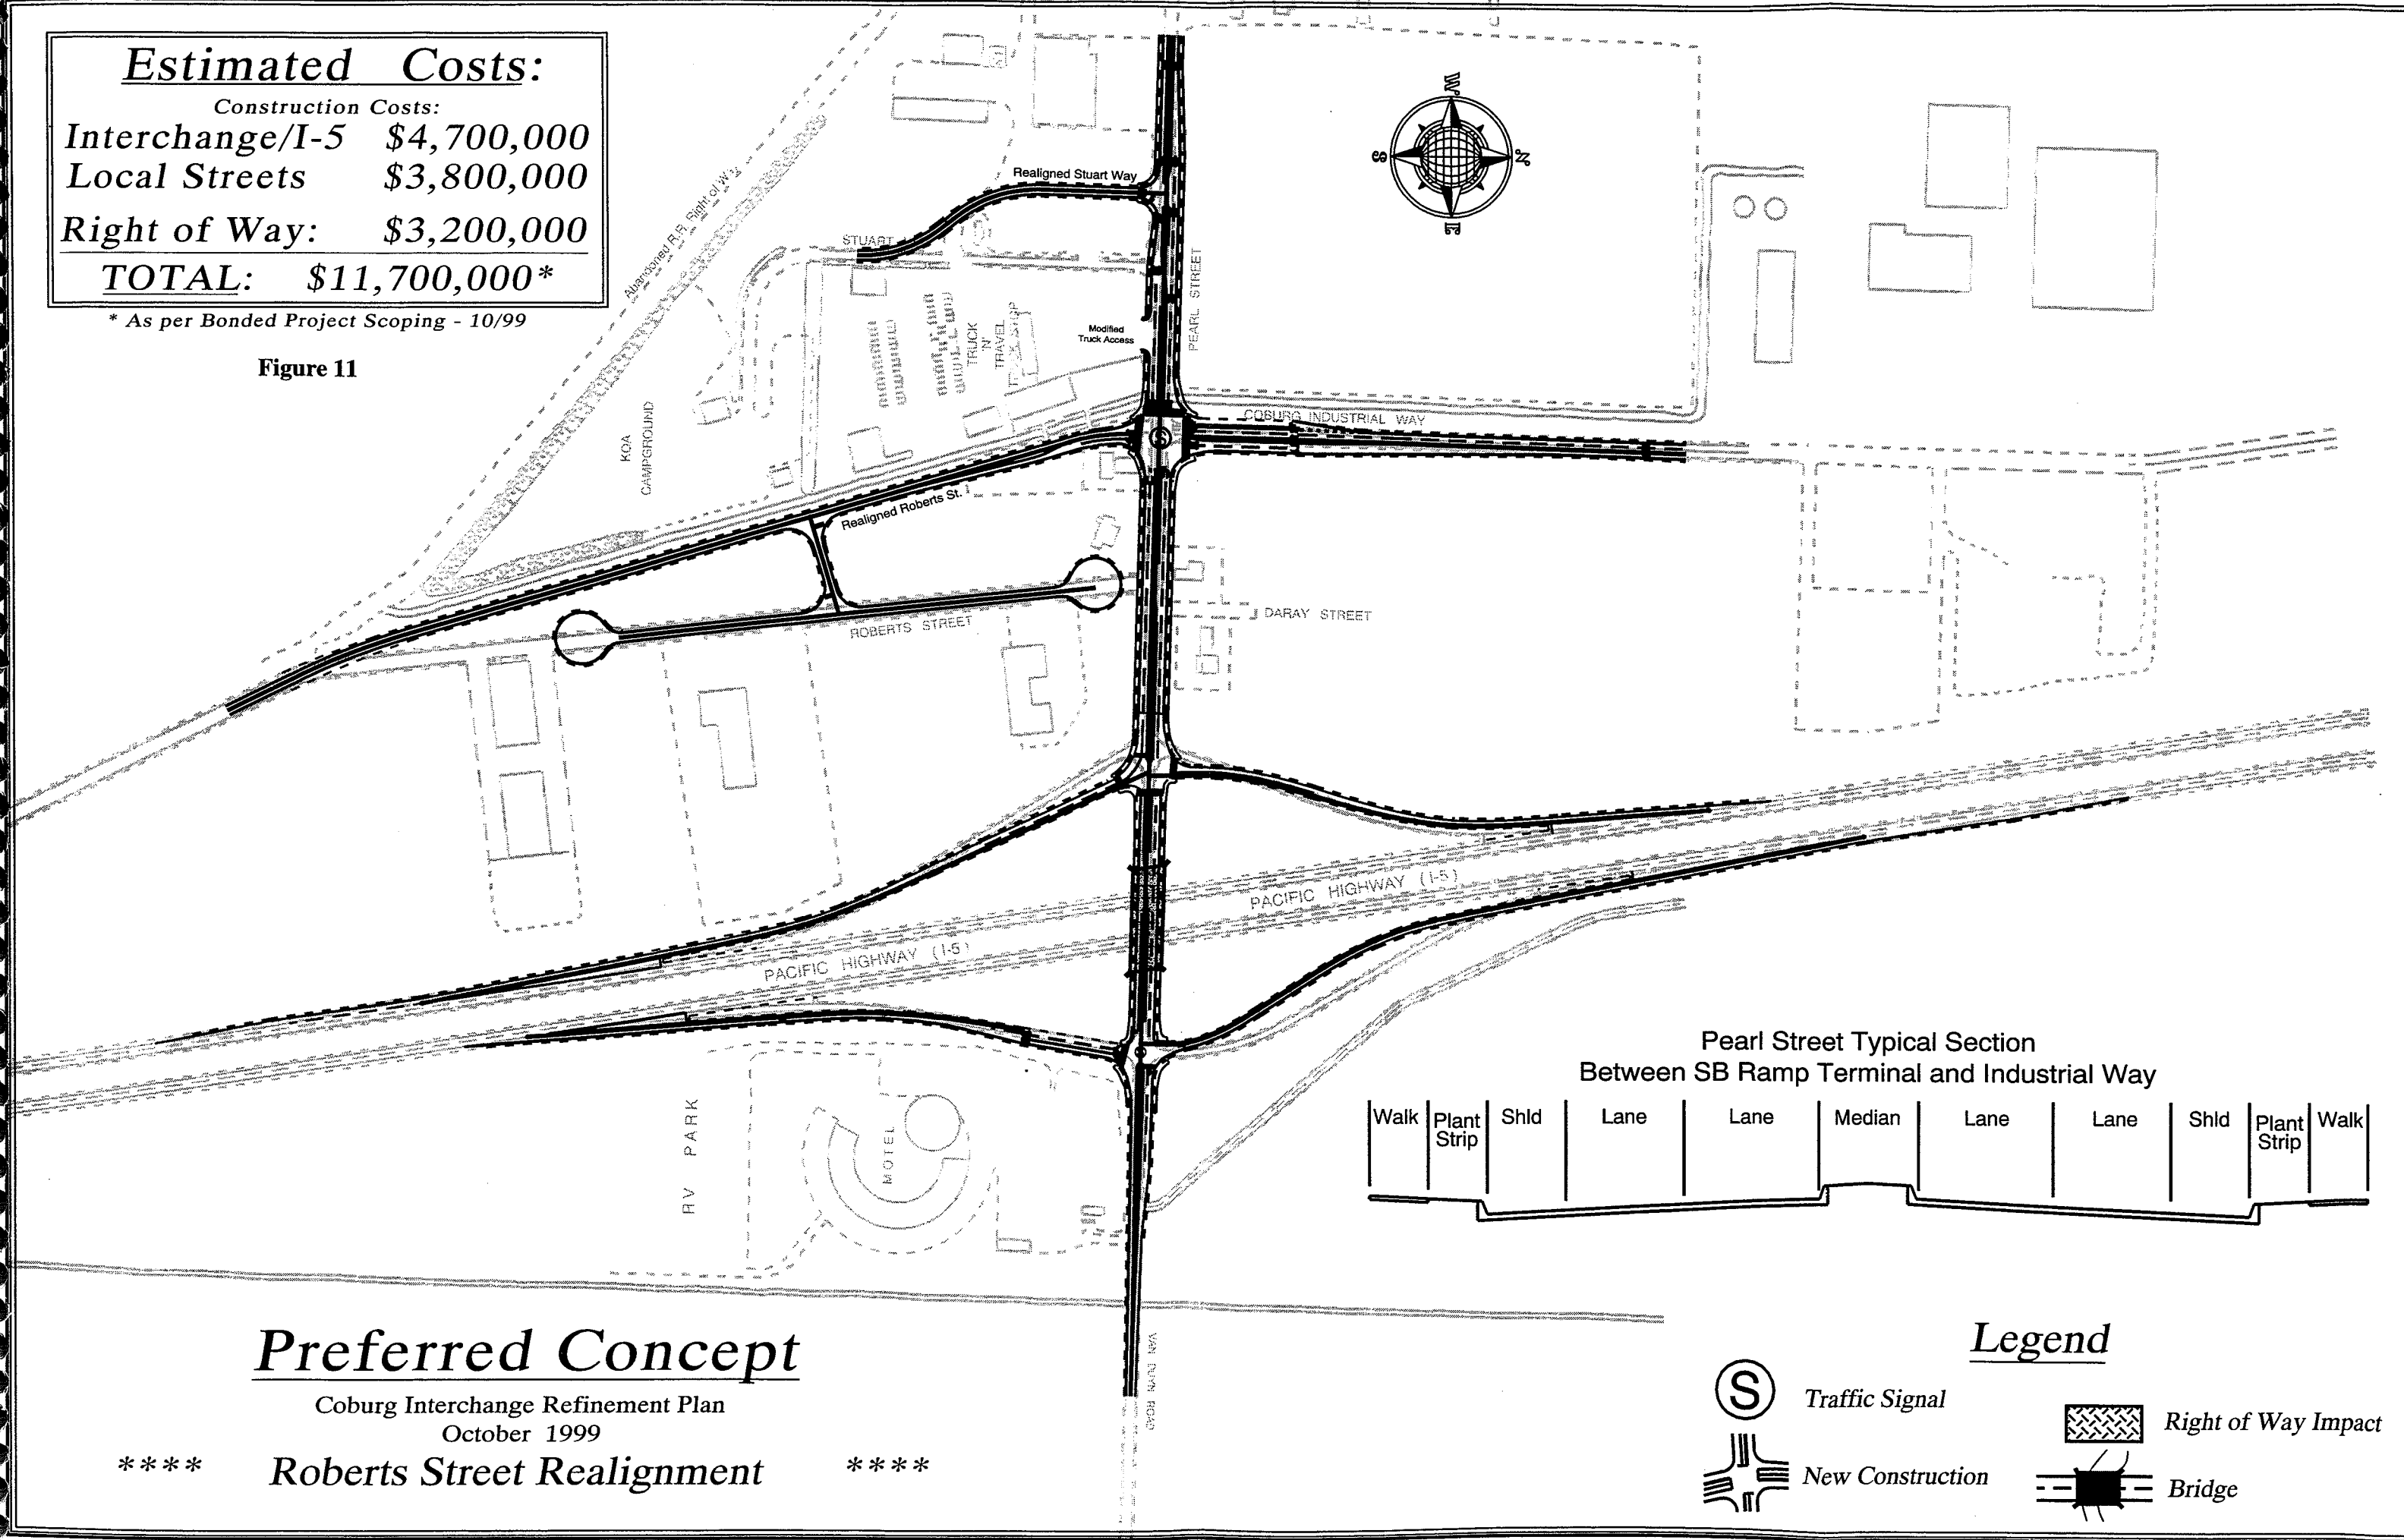 Estimated Costs:
Construction Costs:
Interchange/I-5 $4,700,000
Local Streets $3,800,000
Right of Way: $3,200,000
TOTAL: $11,700,000*
* As per Bonded Project Scoping - 10/99
Figure 11
Abandoned R.R. Right of Way
Realigned Stuart Way
STUART
PEARL STREET
W
S
N
E
Modified
Truck Access
TRUCK
'N'
TRAVEL
TRUCK STOP
KOA
CAMPGROUND
COBURG INDUSTRIAL WAY
S
Realigned Roberts St.
ROBERTS STREET
DARAY STREET
PACIFIC HIGHWAY (I-5)
PACIFIC HIGHWAY (I-5)
RV PARK
MOTEL
VAN DUYN ROAD
Pearl Street Typical Section
Between SB Ramp Terminal and Industrial Way
Walk
Plant
Strip
Shld
Lane
Lane
Median
Lane
Lane
Shld
Plant
Strip
Walk
Preferred Concept
Coburg Interchange Refinement Plan
October 1999
**** Roberts Street Realignment ****
Legend
S
Traffic Signal
Right of Way Impact
New Construction
Bridge